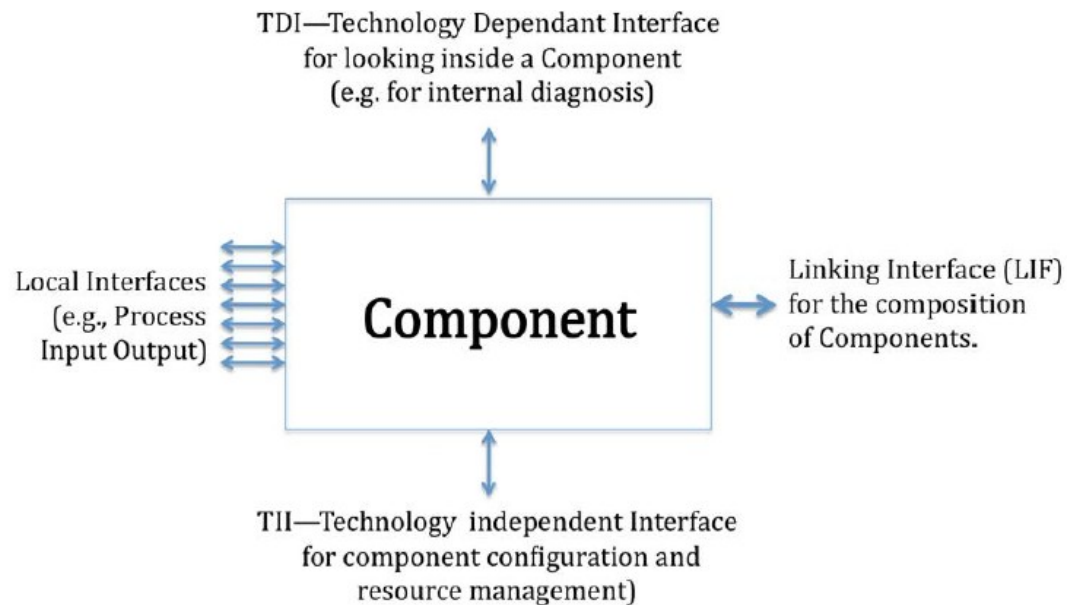 TDI—Technology Dependant Interface
for looking inside a Component
(e.g. for internal diagnosis)
Local Interfaces
(e.g., Process
Input Output)
Component
Linking Interface (LIF)
for the composition
of Components.
TII—Technology independent Interface
for component configuration and
resource management)